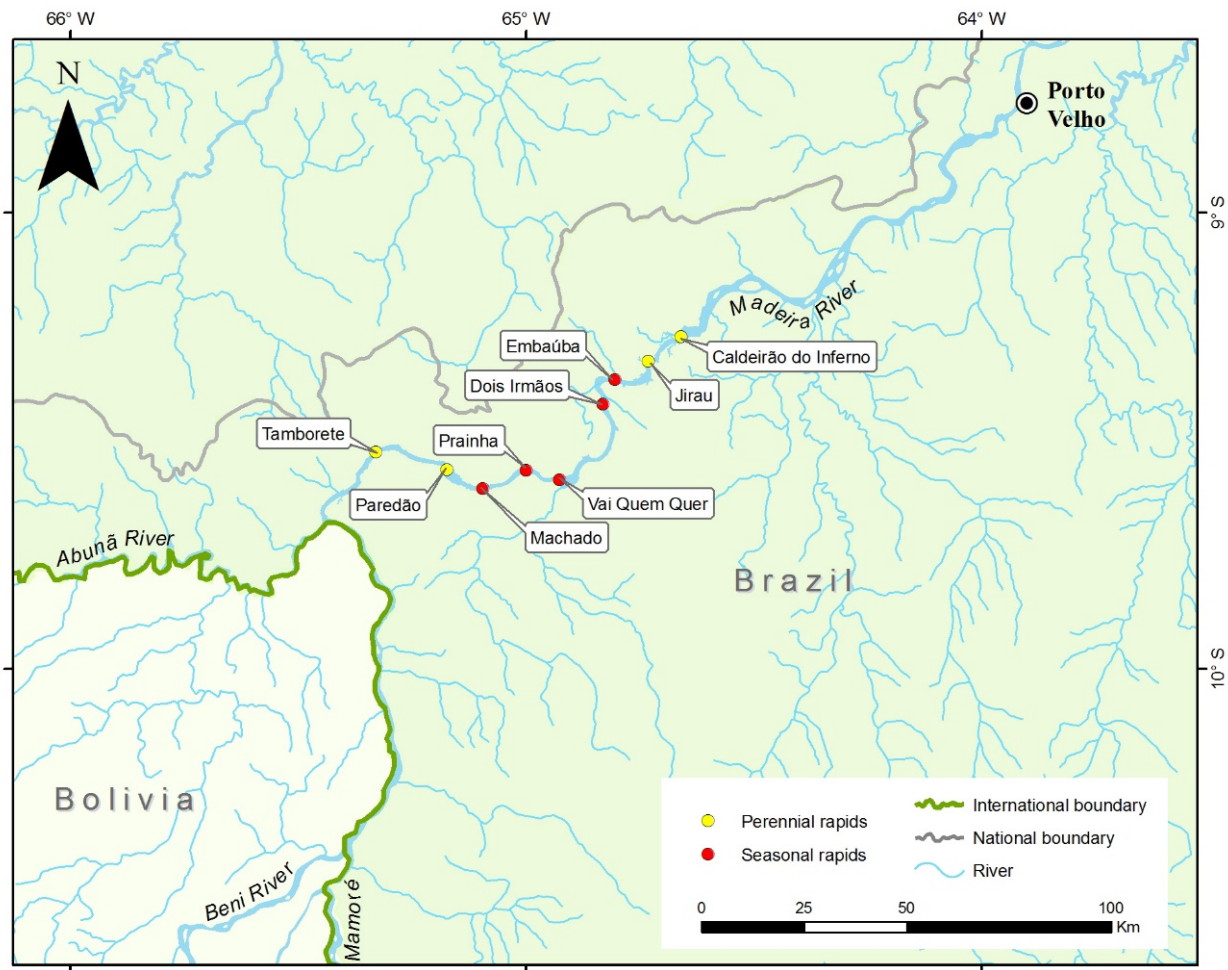 66° W
65° W
64° W
N
Porto
Velho
9° S
Madeira River
Embaúba
Caldeirão do Inferno
Dois Irmãos
Jirau
Tamborete
Prainha
Paredão
Vai Quem Quer
Machado
Abunã River
Brazil
10° S
Bolivia
Beni River
Mamoré
Perennial rapids
Seasonal rapids
International boundary
National boundary
River
0 25 50 100
Km